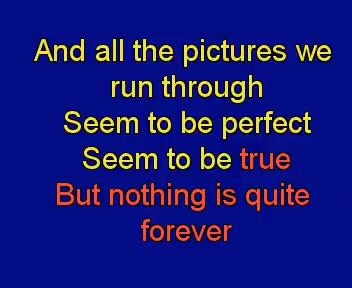 And all the pictures we
run through
Seem to be perfect
Seem to be true
But nothing is quite
forever